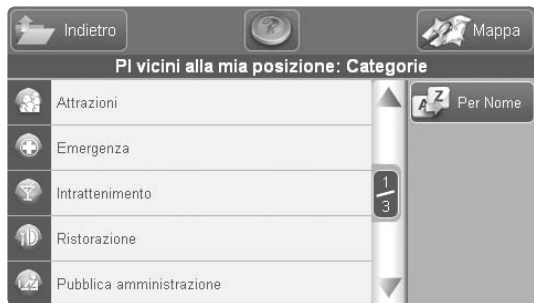 Indietro
?
Mappa
PI vicini alla mia posizione: Categorie
Attrazioni
A Z Per Nome
Emergenza
Intrattenimento
1
3
Ristorazione
Pubblica amministrazione